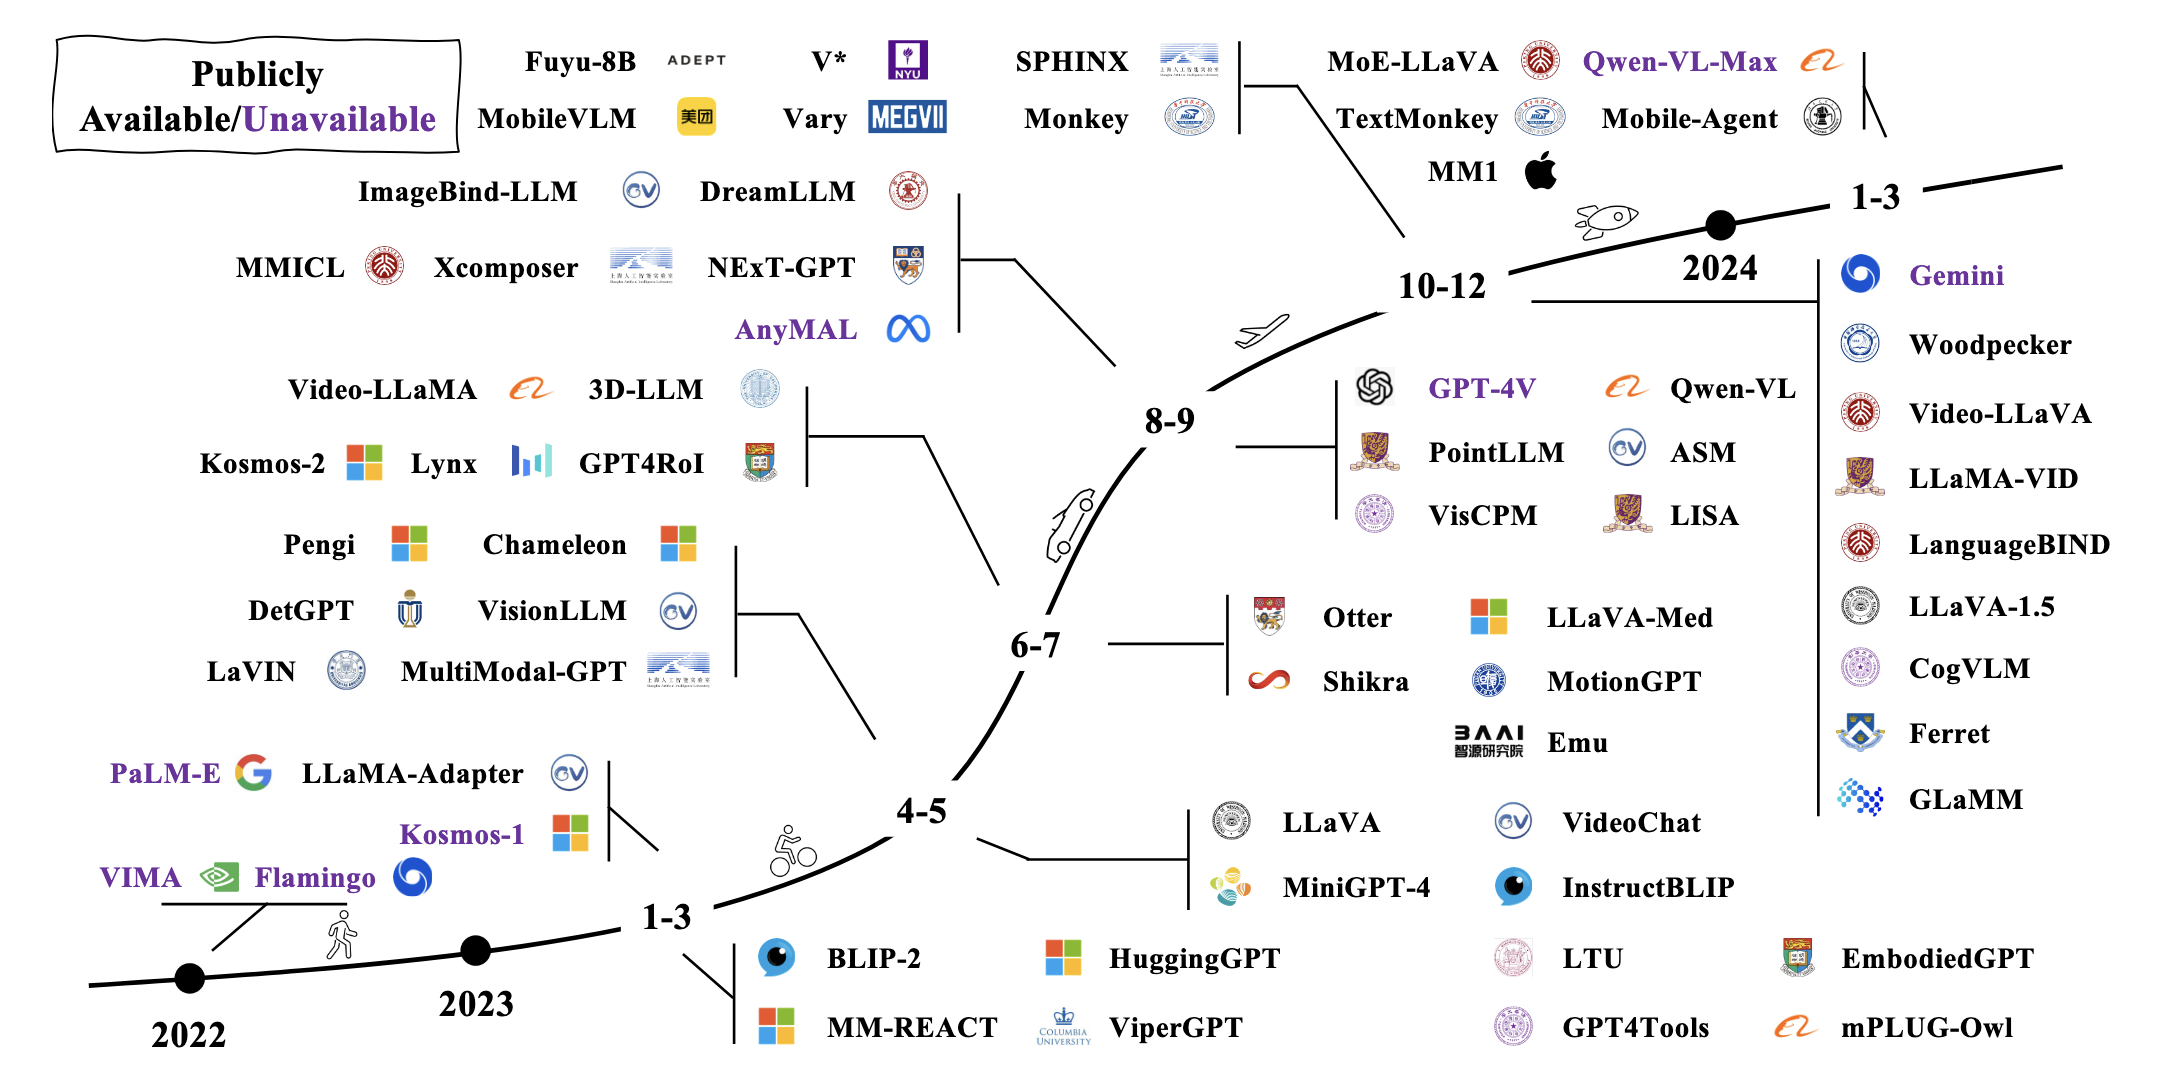 Publicly
Available/Unavailable
Fuyu-8B ADEPT V* NYU SPHINX
MobileVLM 美团 Vary MEGVII Monkey
MoE-LLaVA Qwen-VL-Max
TextMonkey Mobile-Agent
MM1
ImageBind-LLM DreamLLM
MMICL Xcomposer NExT-GPT
AnyMAL
Video-LLaMA 3D-LLM
Kosmos-2 Lynx GPT4RoI
Pengi Chameleon
DetGPT VisionLLM
LaVIN MultiModal-GPT
PaLM-E LLaMA-Adapter
Kosmos-1
VIMA Flamingo
2022
2023
1-3
4-5
6-7
8-9
10-12
2024
1-3
Gemini
Woodpecker
Video-LLaVA
LLaMA-VID
LanguageBIND
LLaVA-1.5
CogVLM
Ferret
GLaMM
GPT-4V Qwen-VL
PointLLM ASM
VisCPM LISA
Otter LLaVA-Med
Shikra MotionGPT
BAAI
智源研究院 Emu
LLaVA VideoChat
MiniGPT-4 InstructBLIP
BLIP-2 HuggingGPT LTU EmbodiedGPT
MM-REACT COLUMBIA UNIVERSITY ViperGPT GPT4Tools mPLUG-Owl